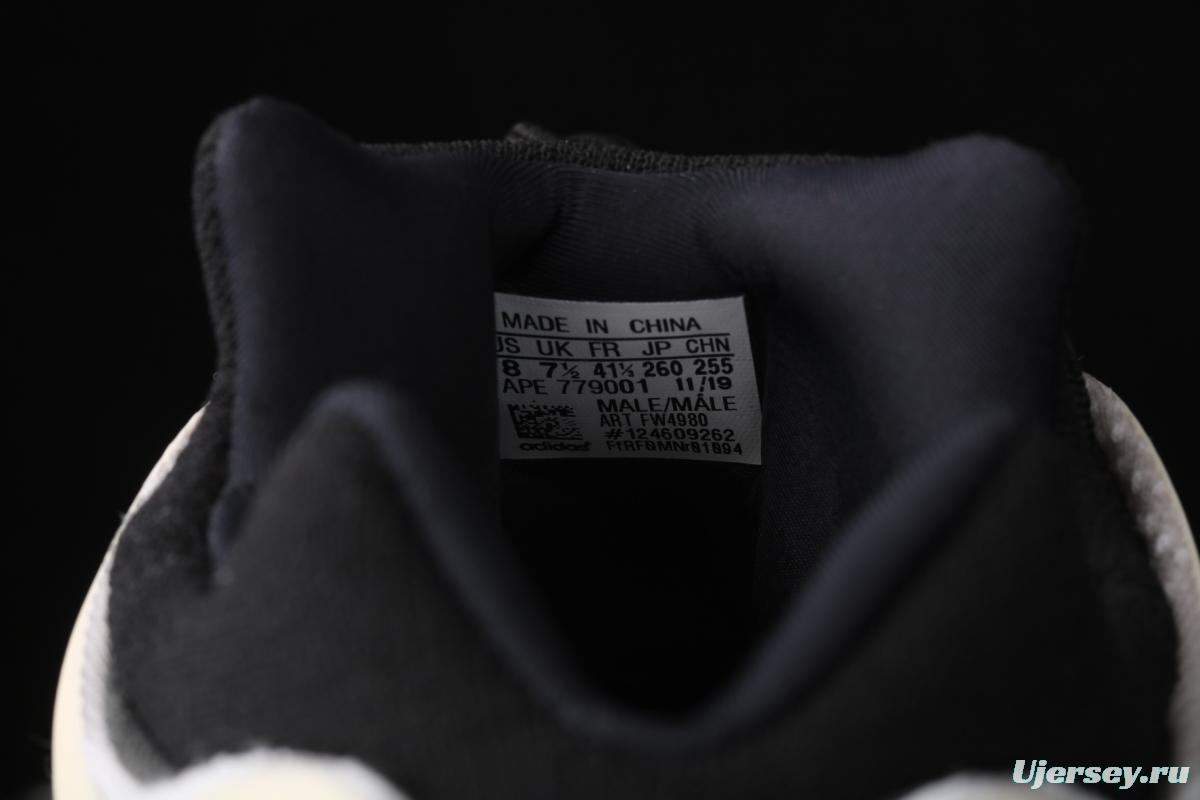 MADE IN CHINA
US UK FR JP CHN
8 7½ 41⅓ 260 255
APE 779001 11/19
MALE/MÂLE
ART FW4980
#124609262
adidas
Ujersey.ru